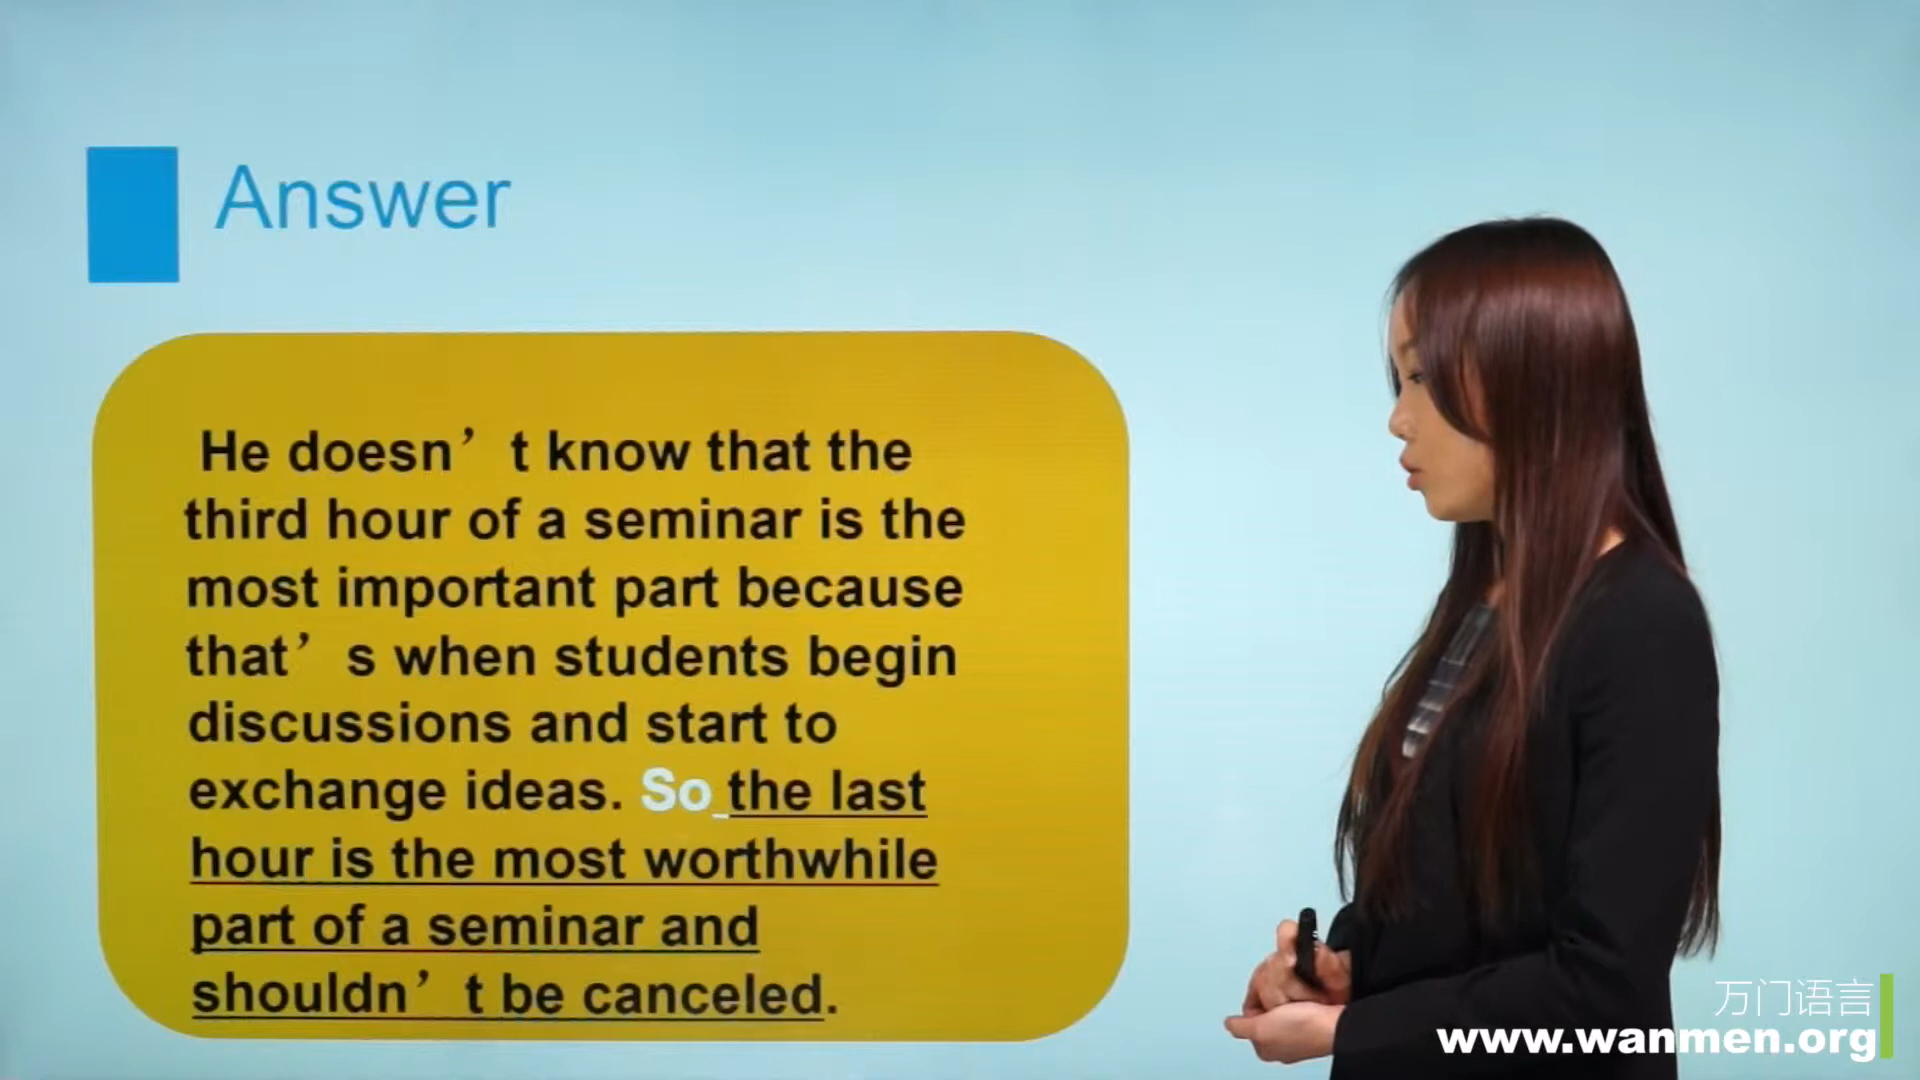 Answer
He doesn’ t know that the
third hour of a seminar is the
most important part because
that’ s when students begin
discussions and start to
exchange ideas. So the last
hour is the most worthwhile
part of a seminar and
shouldn’ t be canceled.
万门语言
www.wanmen.org